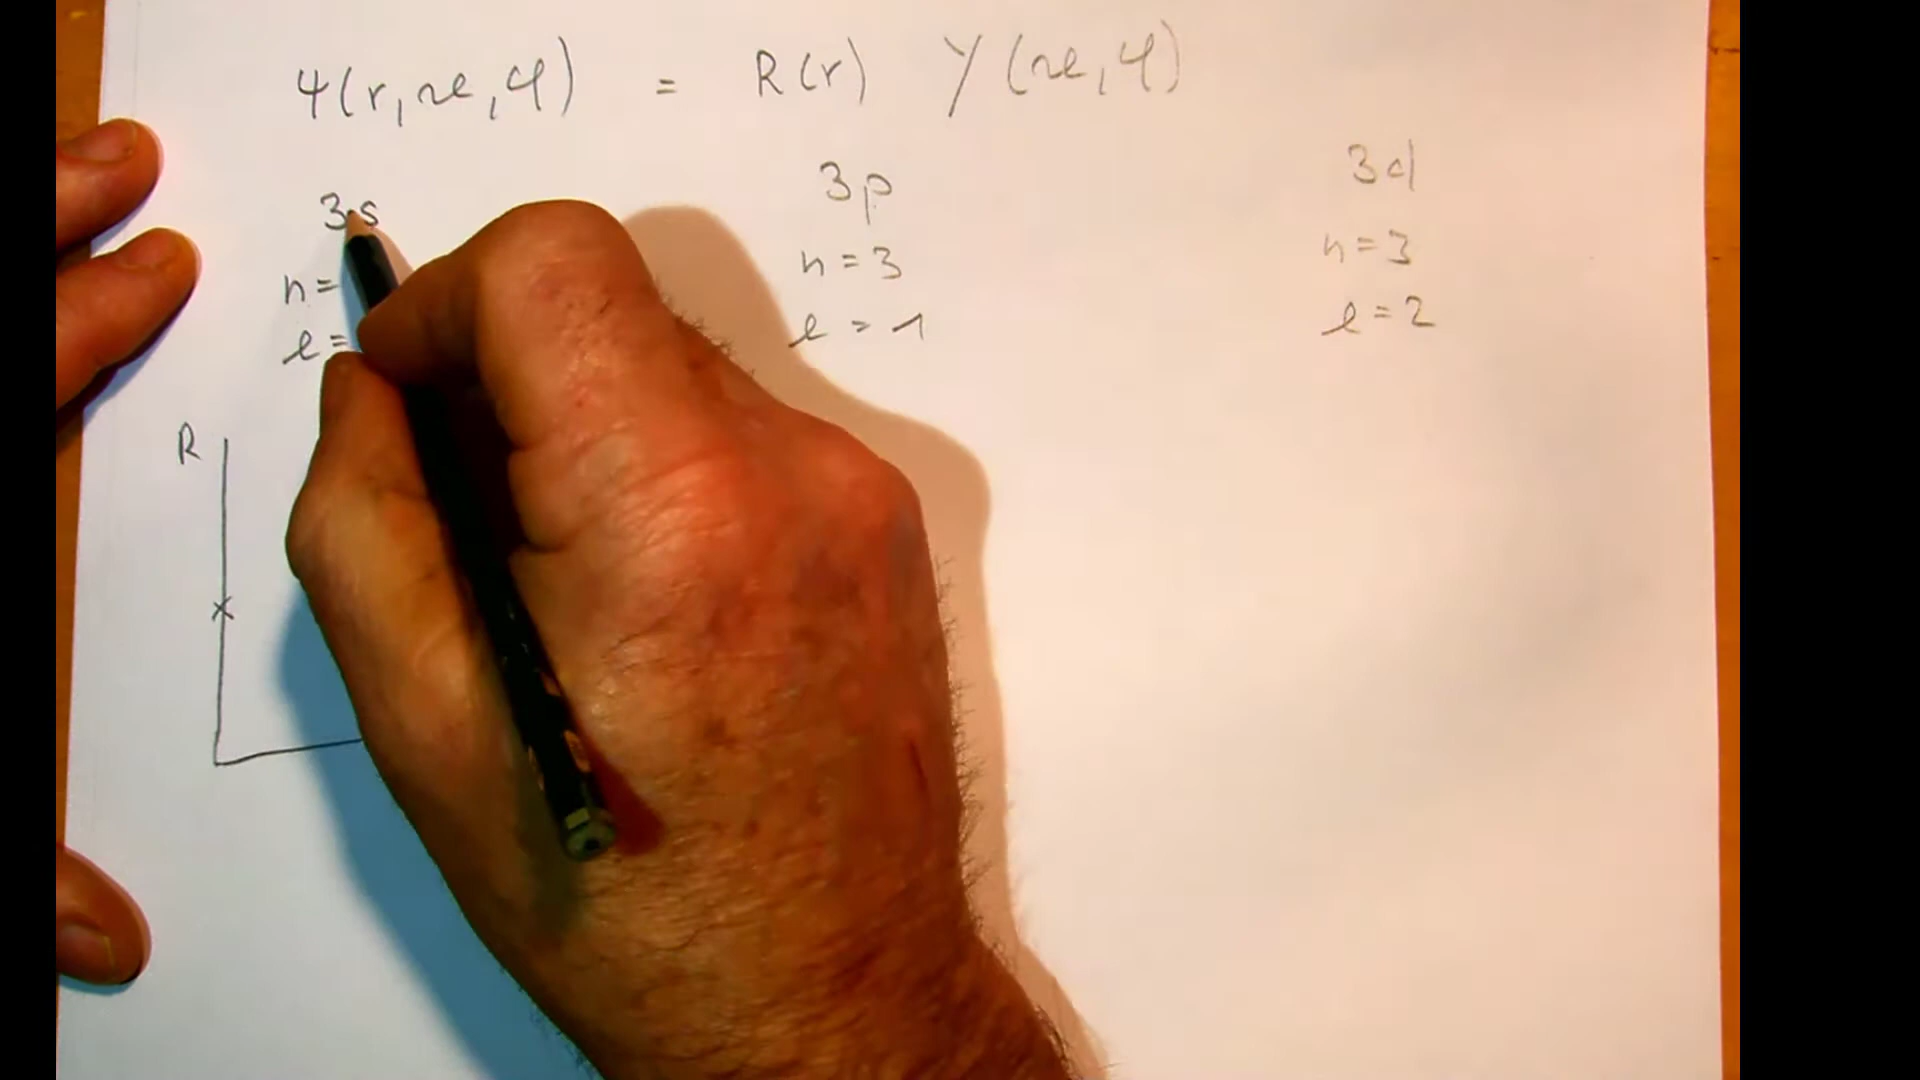 Ψ(r,ϑ,φ) = R(r) Y(ϑ,φ)
3s 3p 3d
n= n=3 n=3
l= l=1 l=2
R